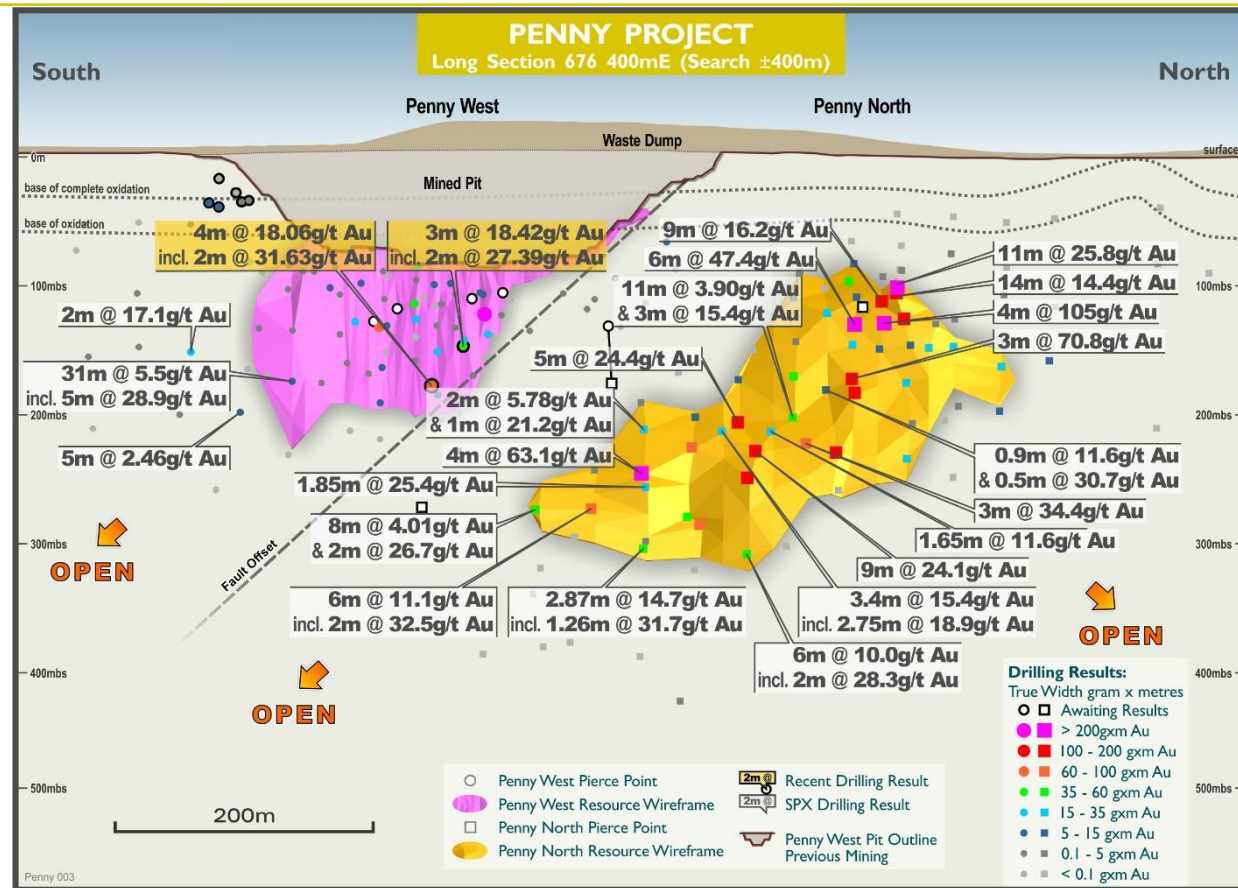 PENNY PROJECT
Long Section 676 400mE (Search ±400m)
South
North
Penny West
Penny North
Waste Dump
0m
surface
Mined Pit
base of complete oxidation
base of oxidation
4m @ 18.06g/t Au
incl. 2m @ 31.63g/t Au
3m @ 18.42g/t Au
incl. 2m @ 27.39g/t Au
9m @ 16.2g/t Au
6m @ 47.4g/t Au
11m @ 3.90g/t Au
& 3m @ 15.4g/t Au
11m @ 25.8g/t Au
14m @ 14.4g/t Au
4m @ 105g/t Au
3m @ 70.8g/t Au
100mbs
100mbs
2m @ 17.1g/t Au
31m @ 5.5g/t Au
incl. 5m @ 28.9g/t Au
5m @ 2.46g/t Au
5m @ 24.4g/t Au
2m @ 5.78g/t Au
& 1m @ 21.2g/t Au
4m @ 63.1g/t Au
1.85m @ 25.4g/t Au
8m @ 4.01g/t Au
& 2m @ 26.7g/t Au
200mbs
200mbs
0.9m @ 11.6g/t Au
& 0.5m @ 30.7g/t Au
3m @ 34.4g/t Au
1.65m @ 11.6g/t Au
9m @ 24.1g/t Au
300mbs
300mbs
OPEN
Fault Offset
6m @ 11.1g/t Au
incl. 2m @ 32.5g/t Au
2.87m @ 14.7g/t Au
incl. 1.26m @ 31.7g/t Au
3.4m @ 15.4g/t Au
incl. 2.75m @ 18.9g/t Au
6m @ 10.0g/t Au
incl. 2m @ 28.3g/t Au
OPEN
400mbs
400mbs
OPEN
500mbs
500mbs
200m
Penny West Pierce Point
Penny West Resource Wireframe
Penny North Pierce Point
Penny North Resource Wireframe
2m @
Recent Drilling Result
2m @
SPX Drilling Result
Penny West Pit Outline
Previous Mining
Drilling Results:
True Width gram x metres
Awaiting Results
> 200gxm Au
100 - 200 gxm Au
60 - 100 gxm Au
35 - 60 gxm Au
15 - 35 gxm Au
5 - 15 gxm Au
0.1 - 5 gxm Au
< 0.1 gxm Au
Penny 003